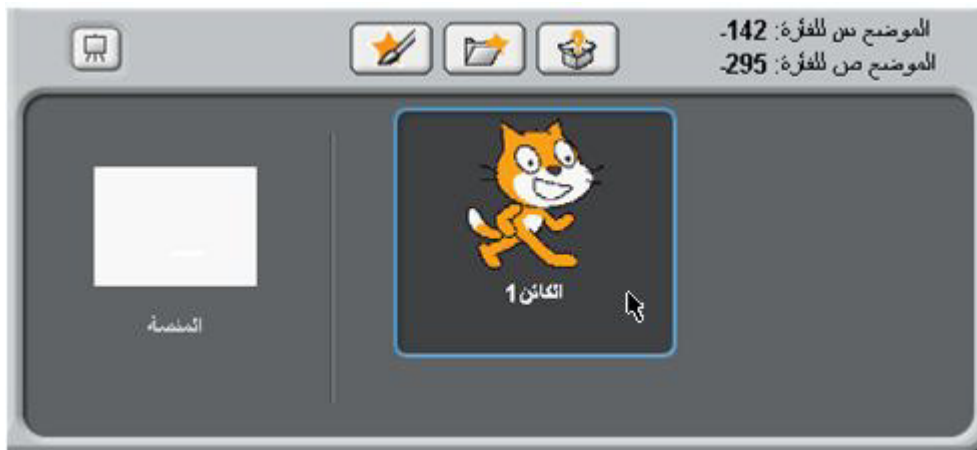 الموضع س للفأرة: 142-
الموضع ص للفأرة: 295-
الكائن1
المنصة